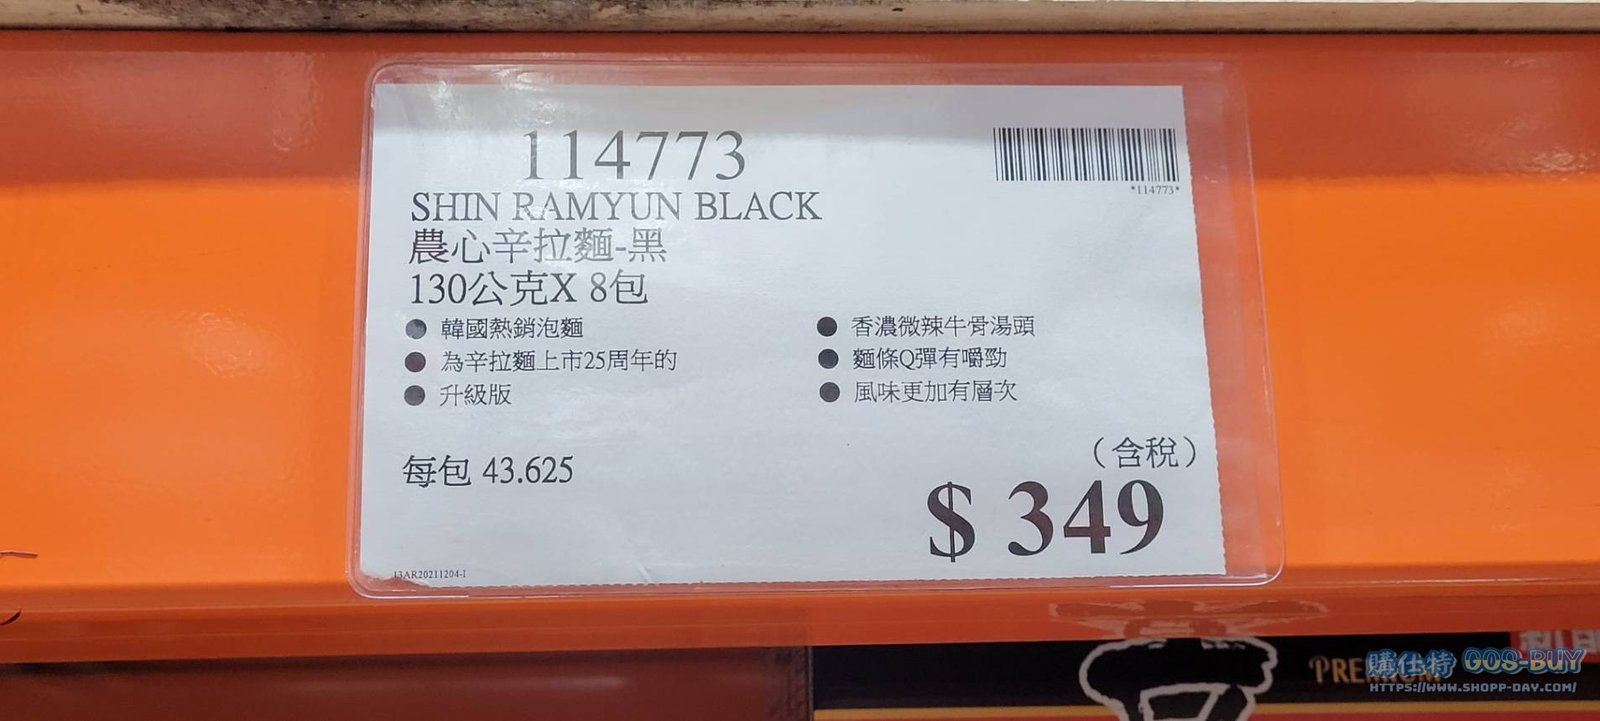 114773
*114773*
SHIN RAMYUN BLACK
農心辛拉麵-黑
130公克X 8包
● 韓國熱銷泡麵
● 為辛拉麵上市25周年的
● 升級版
● 香濃微辣牛骨湯頭
● 麵條Q彈有嚼勁
● 風味更加有層次
每包 43.625
(含稅)
$ 349
13AR20211204-1
購仕特 GOS-BUY
HTTPS://WWW.SHOPP-DAY.COM/